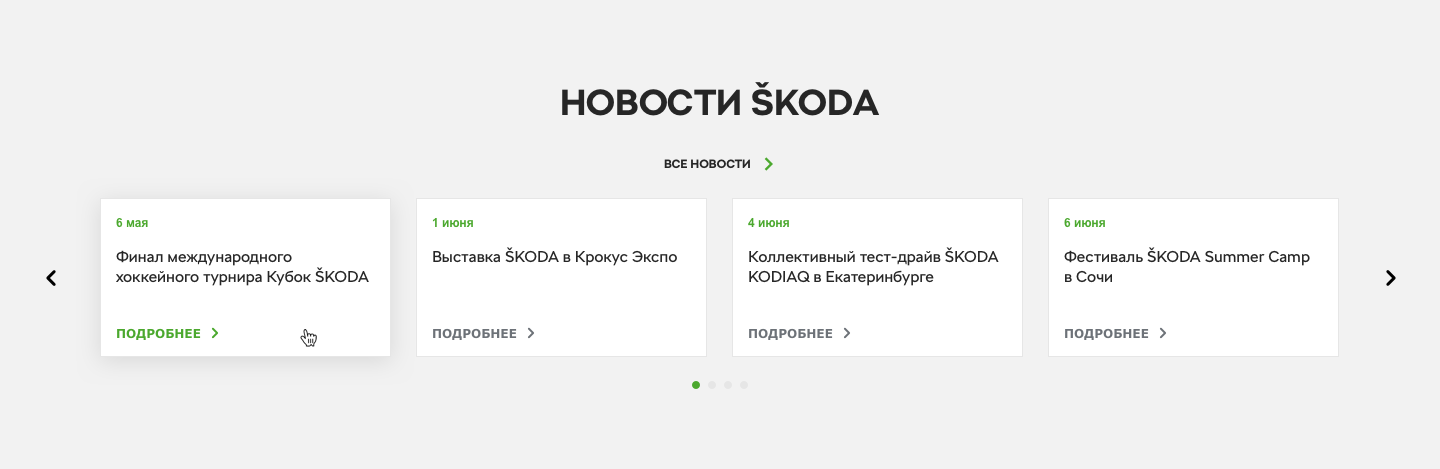 НОВОСТИ ŠKODA
ВСЕ НОВОСТИ
6 мая
Финал международного
хоккейного турнира Кубок ŠKODA
ПОДРОБНЕЕ
1 июня
Выставка ŠKODA в Крокус Экспо
ПОДРОБНЕЕ
4 июня
Коллективный тест-драйв ŠKODA
KODIAQ в Екатеринбурге
ПОДРОБНЕЕ
6 июня
Фестиваль ŠKODA Summer Camp
в Сочи
ПОДРОБНЕЕ